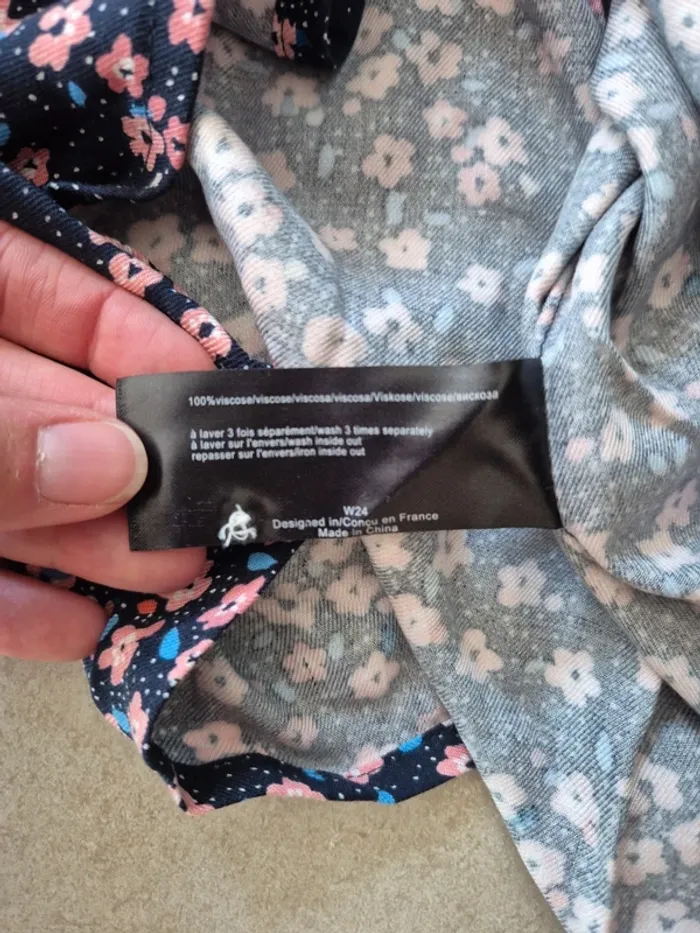 100%viscose/viscose/viscosa/viscosa/Viskose/viscose/вискоза
à laver 3 fois séparément/wash 3 times separately
à laver sur l'envers/wash inside out
repasser sur l'envers/iron inside out
W24
Designed in/Conçu en France
Made in China